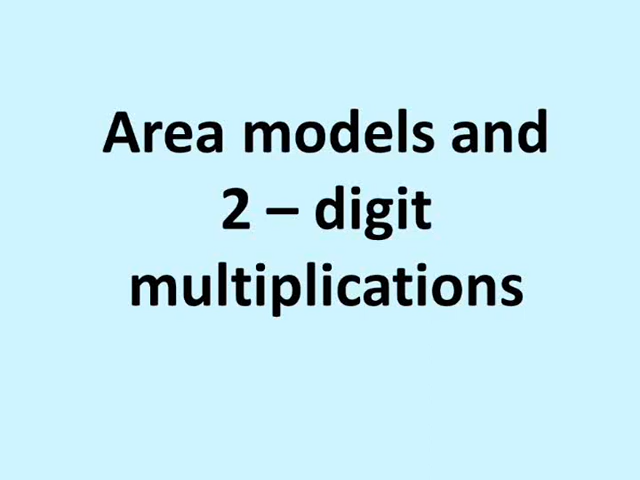 Area models and
2 – digit
multiplications